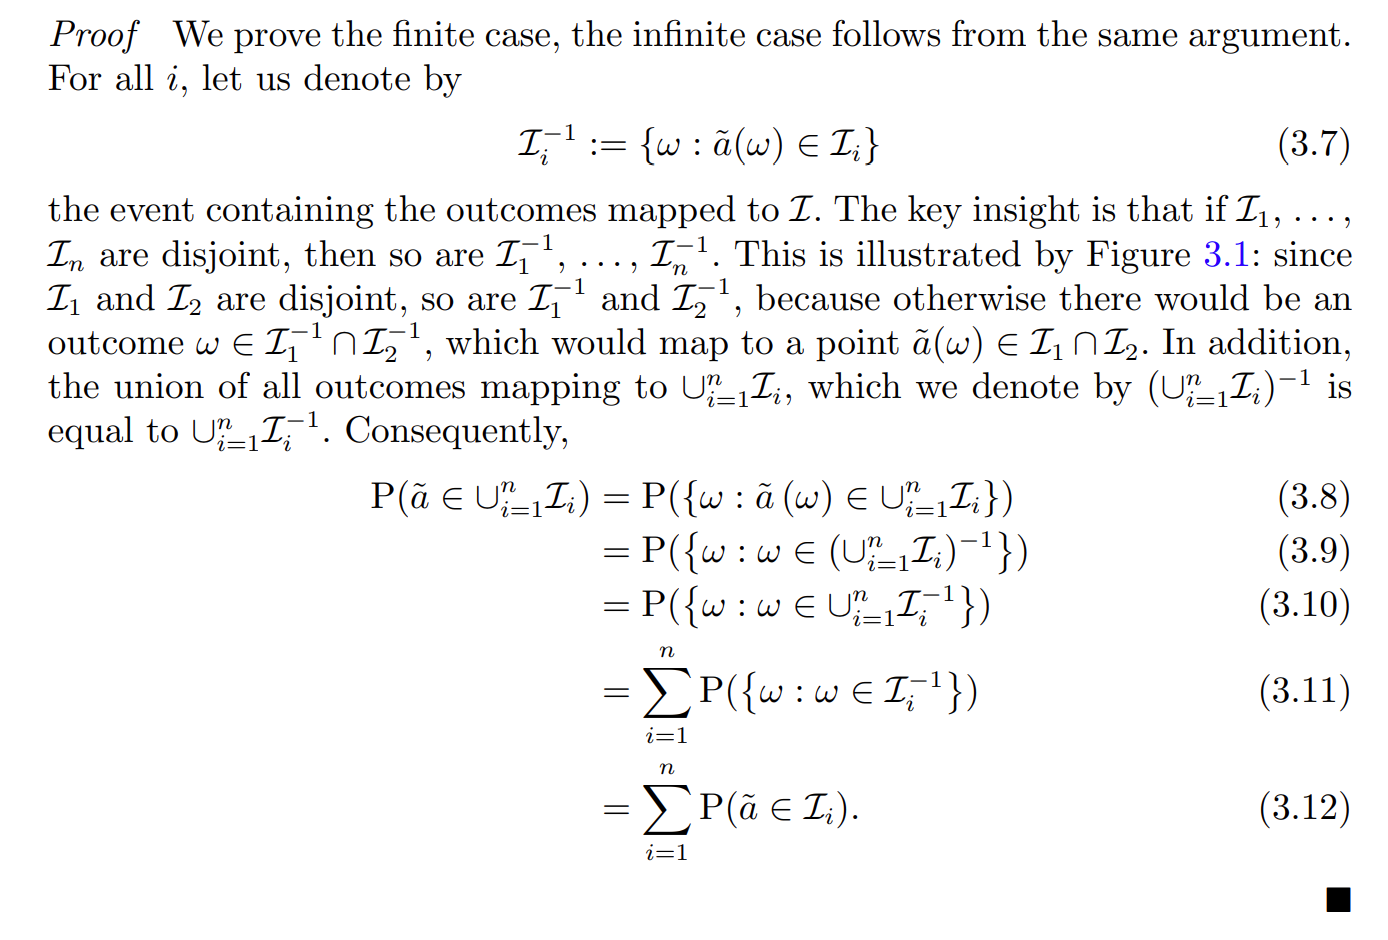 Proof We prove the finite case, the infinite case follows from the same argument.
For all i, let us denote by
$\mathcal{I}_i^{-1} := \{\omega : \tilde{a}(\omega) \in \mathcal{I}_i\}$ (3.7)
the event containing the outcomes mapped to $\mathcal{I}$. The key insight is that if $\mathcal{I}_1, \ldots,$
$\mathcal{I}_n$ are disjoint, then so are $\mathcal{I}_1^{-1}, \ldots, \mathcal{I}_n^{-1}$. This is illustrated by Figure 3.1: since
$\mathcal{I}_1$ and $\mathcal{I}_2$ are disjoint, so are $\mathcal{I}_1^{-1}$ and $\mathcal{I}_2^{-1}$, because otherwise there would be an
outcome $\omega \in \mathcal{I}_1^{-1} \cap \mathcal{I}_2^{-1}$, which would map to a point $\tilde{a}(\omega) \in \mathcal{I}_1 \cap \mathcal{I}_2$. In addition,
the union of all outcomes mapping to $\cup_{i=1}^n \mathcal{I}_i$, which we denote by $(\cup_{i=1}^n \mathcal{I}_i)^{-1}$ is
equal to $\cup_{i=1}^n \mathcal{I}_i^{-1}$. Consequently,
$\mathrm{P}(\tilde{a} \in \cup_{i=1}^n \mathcal{I}_i) = \mathrm{P}(\{\omega : \tilde{a}\,(\omega) \in \cup_{i=1}^n \mathcal{I}_i\})$ (3.8)
$= \mathrm{P}(\{\omega : \omega \in (\cup_{i=1}^n \mathcal{I}_i)^{-1}\})$ (3.9)
$= \mathrm{P}(\{\omega : \omega \in \cup_{i=1}^n \mathcal{I}_i^{-1}\})$ (3.10)
$= \sum_{i=1}^{n} \mathrm{P}(\{\omega : \omega \in \mathcal{I}_i^{-1}\})$ (3.11)
$= \sum_{i=1}^{n} \mathrm{P}(\tilde{a} \in \mathcal{I}_i).$ (3.12)
■